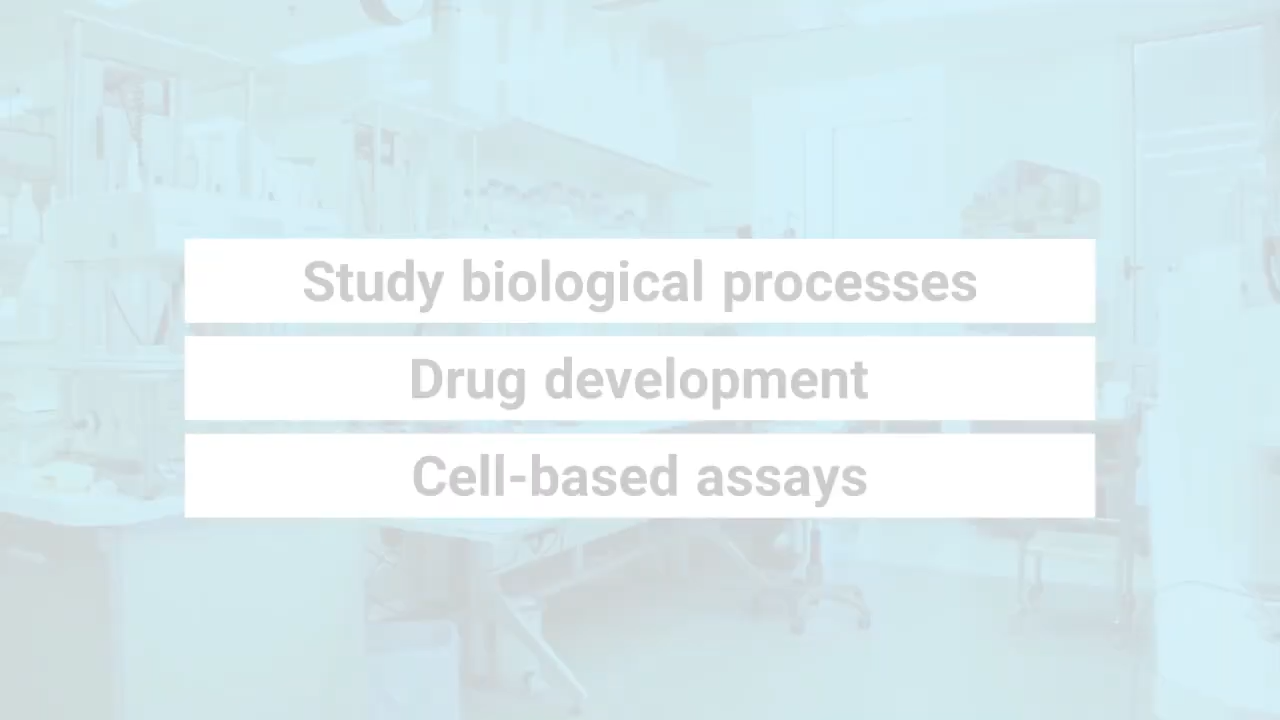 Study biological processes
Drug development
Cell-based assays